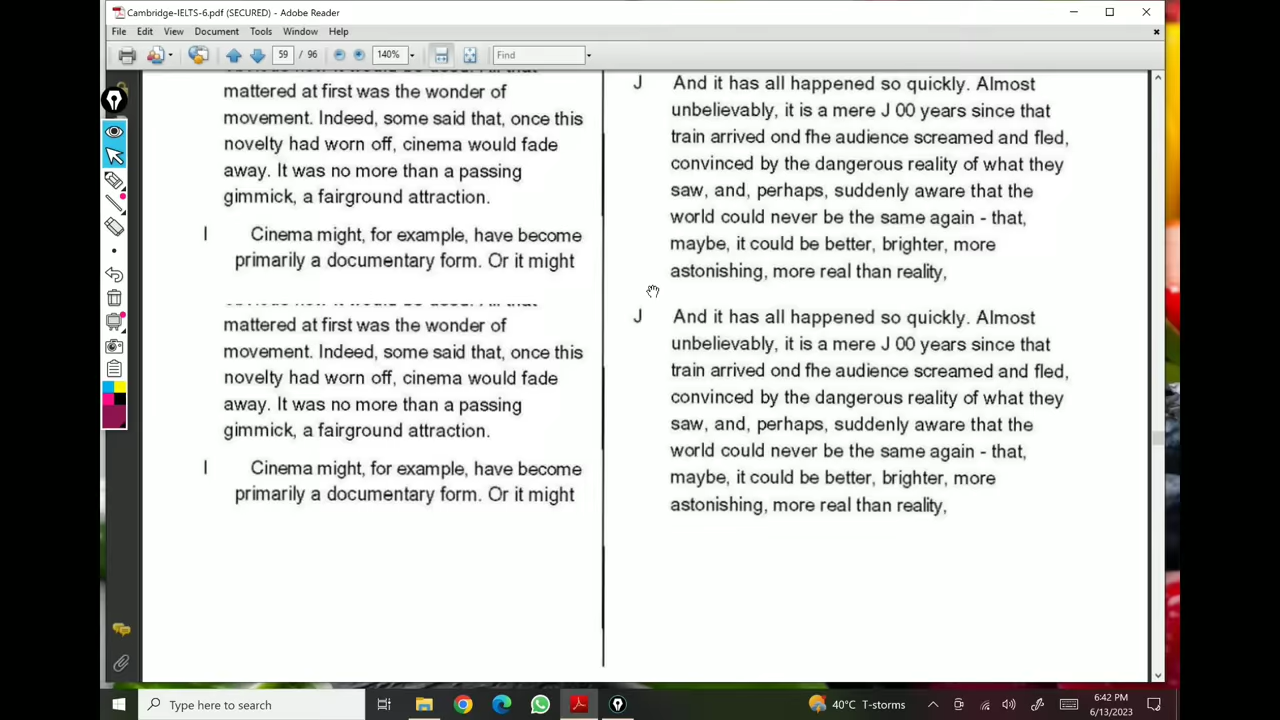 Cambridge-IELTS-6.pdf (SECURED) - Adobe Reader
File Edit View Document Tools Window Help
59 / 96 140% Find
mattered at first was the wonder of
movement. Indeed, some said that, once this
novelty had worn off, cinema would fade
away. It was no more than a passing
gimmick, a fairground attraction.
I Cinema might, for example, have become
primarily a documentary form. Or it might
obvious how it would be used. All that
mattered at first was the wonder of
movement. Indeed, some said that, once this
novelty had worn off, cinema would fade
away. It was no more than a passing
gimmick, a fairground attraction.
I Cinema might, for example, have become
primarily a documentary form. Or it might
J And it has all happened so quickly. Almost
unbelievably, it is a mere J 00 years since that
train arrived ond fhe audience screamed and fled,
convinced by the dangerous reality of what they
saw, and, perhaps, suddenly aware that the
world could never be the same again - that,
maybe, it could be better, brighter, more
astonishing, more real than reality,
J And it has all happened so quickly. Almost
unbelievably, it is a mere J 00 years since that
train arrived ond fhe audience screamed and fled,
convinced by the dangerous reality of what they
saw, and, perhaps, suddenly aware that the
world could never be the same again - that,
maybe, it could be better, brighter, more
astonishing, more real than reality,
Type here to search
40°C T-storms
6:42 PM
6/13/2023